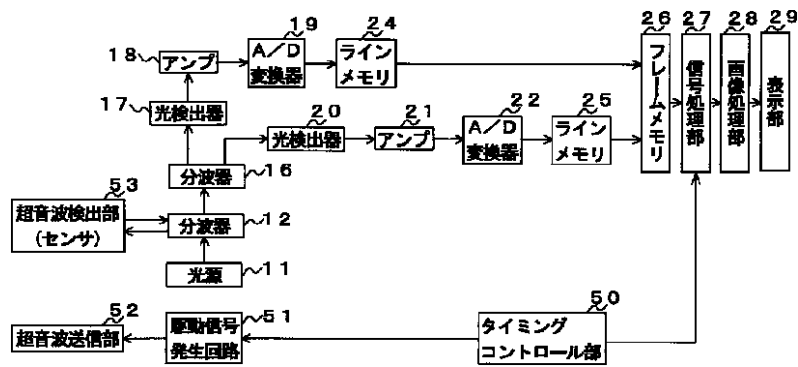 18
アンプ
19
A/D
変換器
24
ライン
メモリ
26
フレームメモリ
27
信号処理部
28
画像処理部
29
表示部
17
光検出器
20
光検出器
21
アンプ
22
A/D
変換器
25
ライン
メモリ
分波器
16
53
超音波検出部
(センサ)
分波器
12
光源
11
52
超音波送信部
駆動信号
発生回路
51
50
タイミング
コントロール部